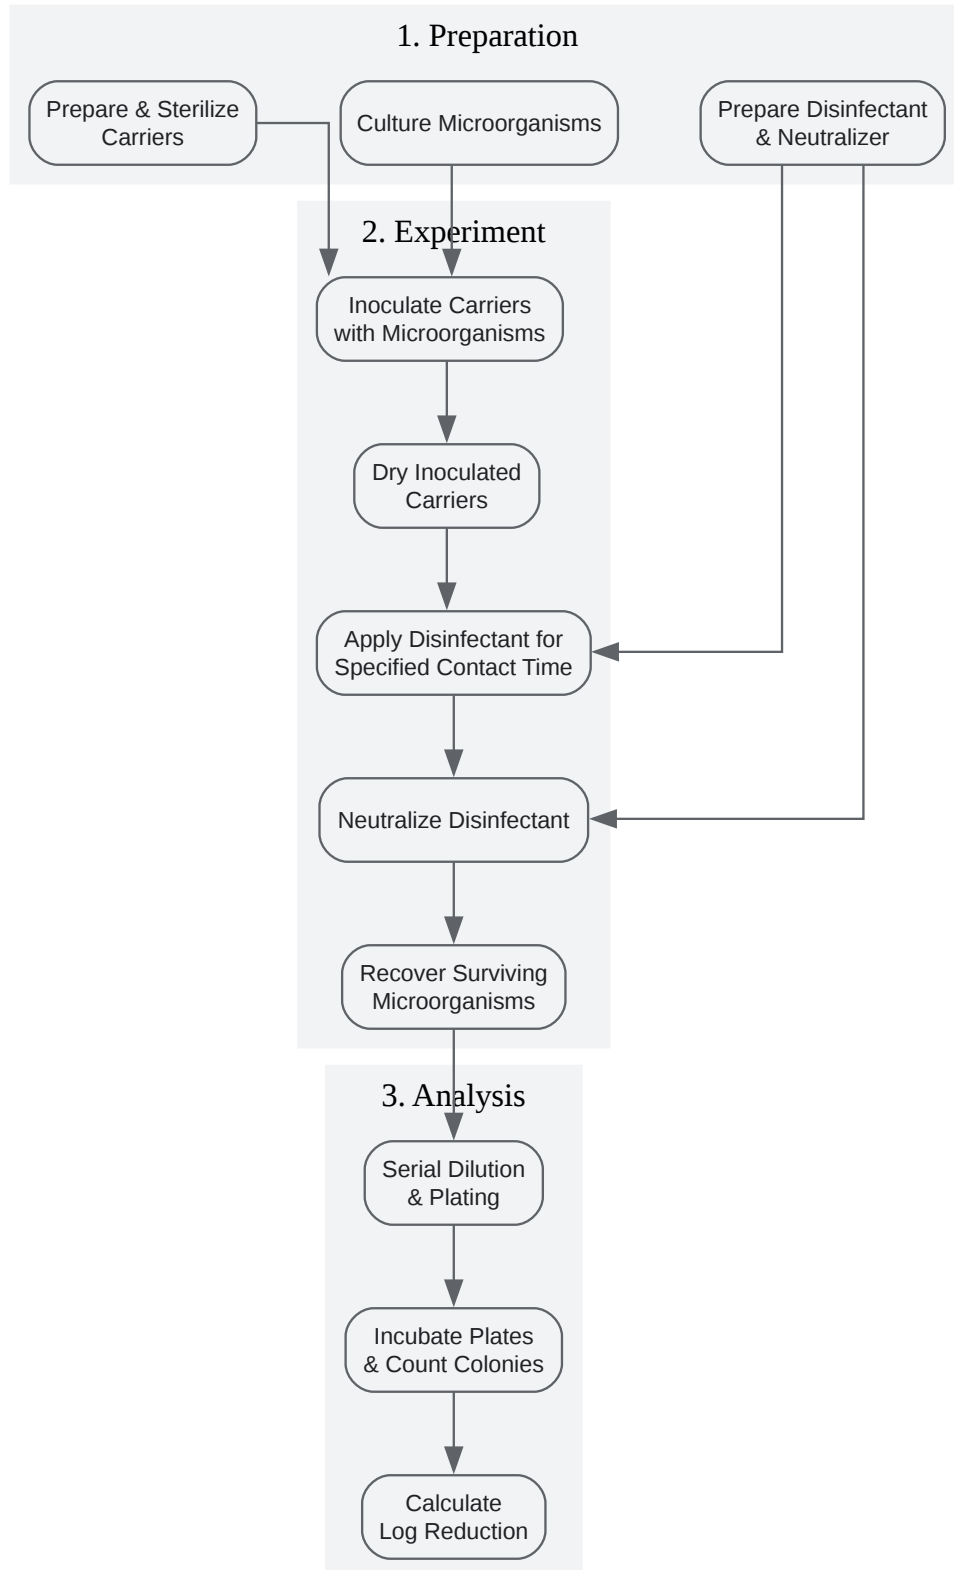 1. Preparation
Prepare & Sterilize
Carriers
Culture Microorganisms
Prepare Disinfectant
& Neutralizer
2. Experiment
Inoculate Carriers
with Microorganisms
Dry Inoculated
Carriers
Apply Disinfectant for
Specified Contact Time
Neutralize Disinfectant
Recover Surviving
Microorganisms
3. Analysis
Serial Dilution
& Plating
Incubate Plates
& Count Colonies
Calculate
Log Reduction